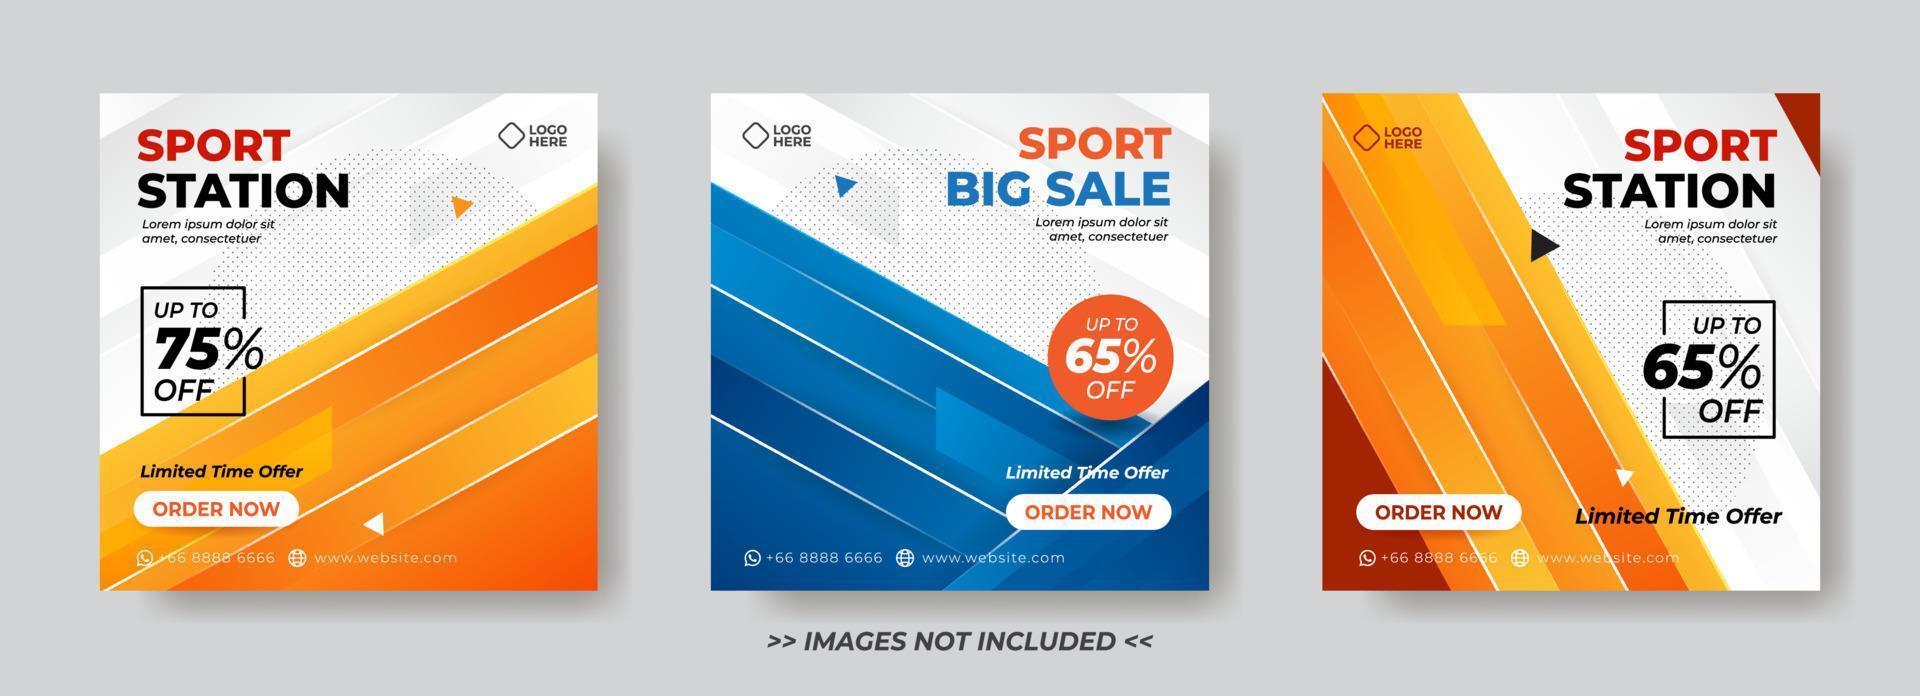 SPORT
STATION
Lorem ipsum dolor sit
amet, consectetuer
LOGO
HERE
UP TO
75%
OFF
Limited Time Offer
ORDER NOW
+66 8888 6666 www.website.com
LOGO
HERE
SPORT
BIG SALE
Lorem ipsum dolor sit
amet, consectetuer
UP TO
65%
OFF
Limited Time Offer
ORDER NOW
+66 8888 6666 www.website.com
LOGO
HERE
SPORT
STATION
Lorem ipsum dolor sit
amet, consectetuer
UP TO
65%
OFF
ORDER NOW
Limited Time Offer
+66 8888 6666 www.website.com
>> IMAGES NOT INCLUDED <<